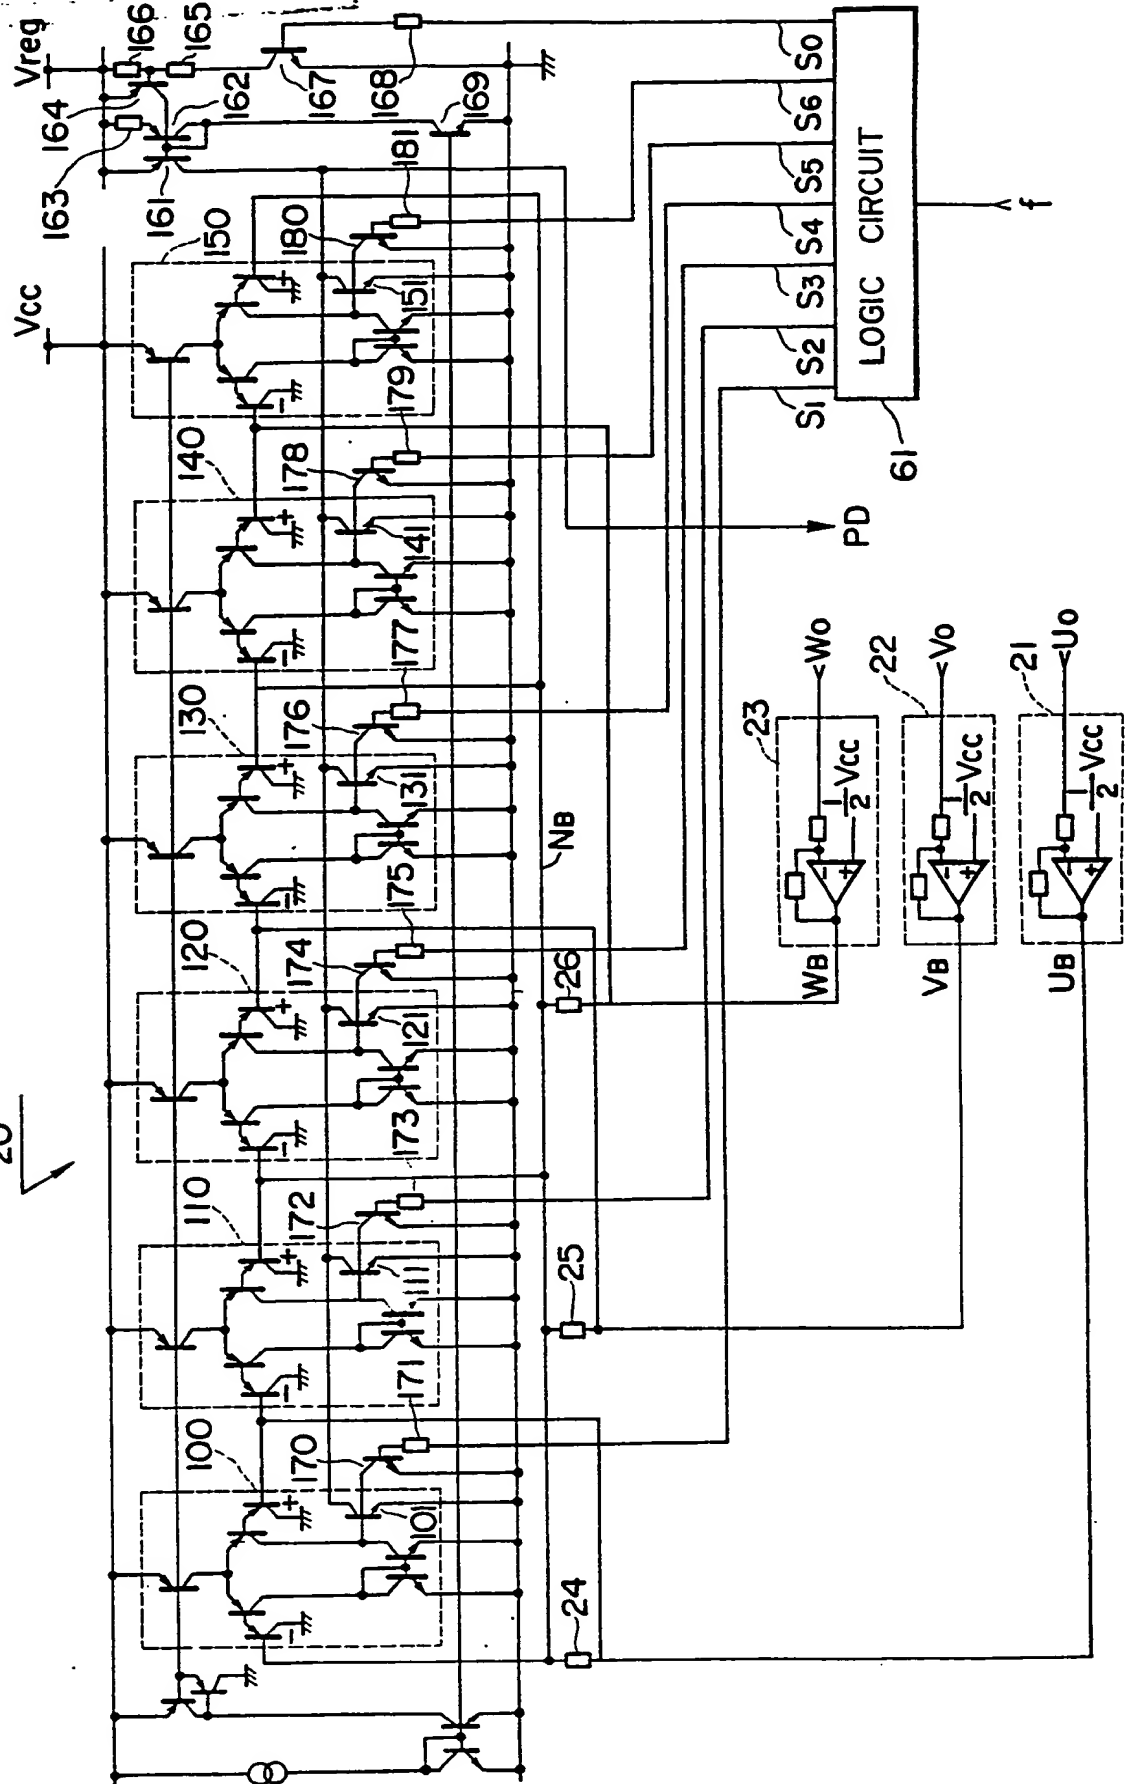 20
Vcc
Vreg
166
165
164
163
162
161
167
168
169
150
180
181
151
140
178
179
141
130
176
177
131
120
174
175
121
110
172
173
111
100
170
171
101
NB
PD
S0
S6
S5
S4
S3
S2
S1
LOGIC CIRCUIT
61
f
24
25
26
23
WO
1/2 Vcc
- +
WB
22
VO
1/2 Vcc
- +
VB
21
UO
1/2 Vcc
- +
UB
- +
- +
- +
- +
- +
- +